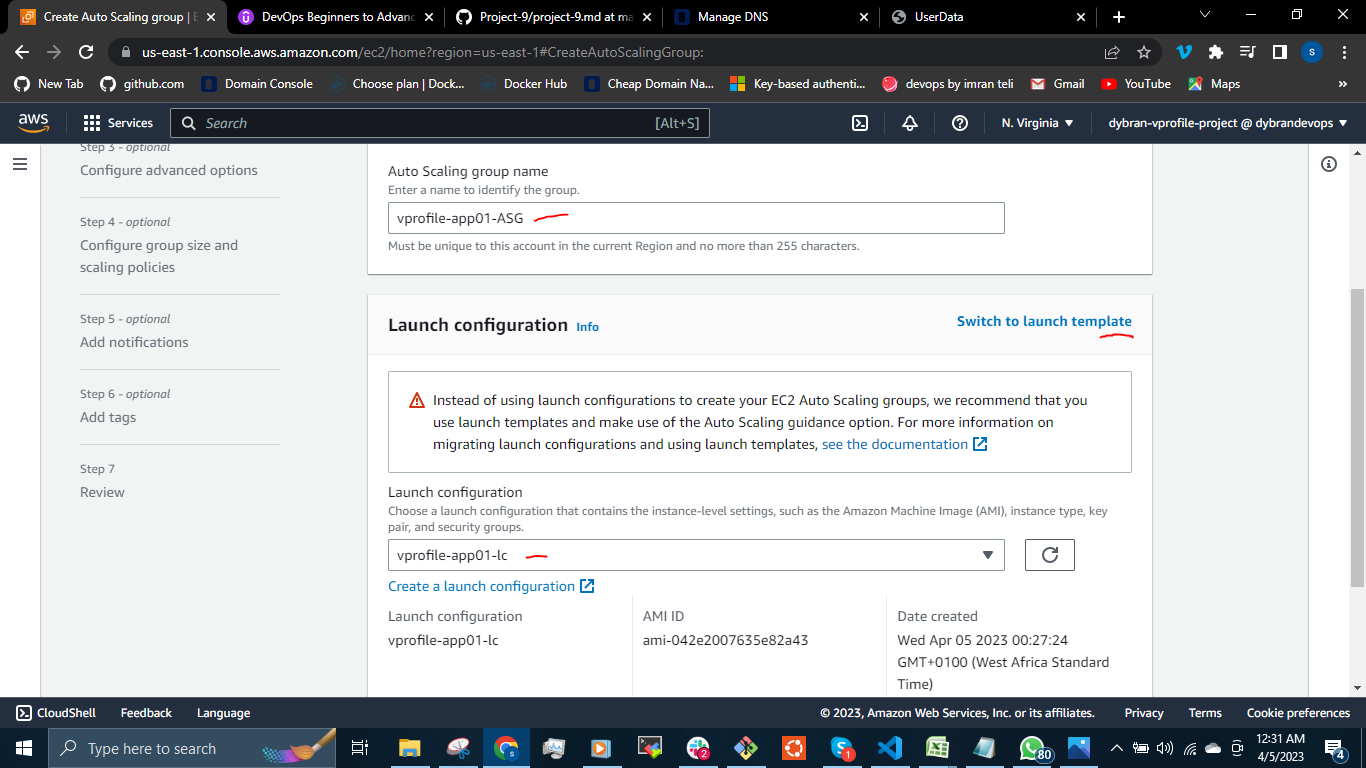 Create Auto Scaling group | E
DevOps Beginners to Advanc
Project-9/project-9.md at ma
Manage DNS
UserData
us-east-1.console.aws.amazon.com/ec2/home?region=us-east-1#CreateAutoScalingGroup:
S
New Tab
github.com
Domain Console
Choose plan | Dock...
Docker Hub
Cheap Domain Na...
Key-based authenti...
devops by imran teli
Gmail
YouTube
Maps
»
aws
Services
Search
[Alt+S]
N. Virginia
dybran-vprofile-project @ dybrandevops
Step 3 - optional
Configure advanced options
Step 4 - optional
Configure group size and
scaling policies
Step 5 - optional
Add notifications
Step 6 - optional
Add tags
Step 7
Review
Auto Scaling group name
Enter a name to identify the group.
vprofile-app01-ASG
Must be unique to this account in the current Region and no more than 255 characters.
Launch configuration Info
Switch to launch template
Instead of using launch configurations to create your EC2 Auto Scaling groups, we recommend that you
use launch templates and make use of the Auto Scaling guidance option. For more information on
migrating launch configurations and using launch templates, see the documentation
Launch configuration
Choose a launch configuration that contains the instance-level settings, such as the Amazon Machine Image (AMI), instance type, key
pair, and security groups.
vprofile-app01-lc
Create a launch configuration
Launch configuration
vprofile-app01-lc
AMI ID
ami-042e2007635e82a43
Date created
Wed Apr 05 2023 00:27:24
GMT+0100 (West Africa Standard
Time)
CloudShell
Feedback
Language
© 2023, Amazon Web Services, Inc. or its affiliates.
Privacy
Terms
Cookie preferences
Type here to search
2
1
80
12:31 AM
4/5/2023
4